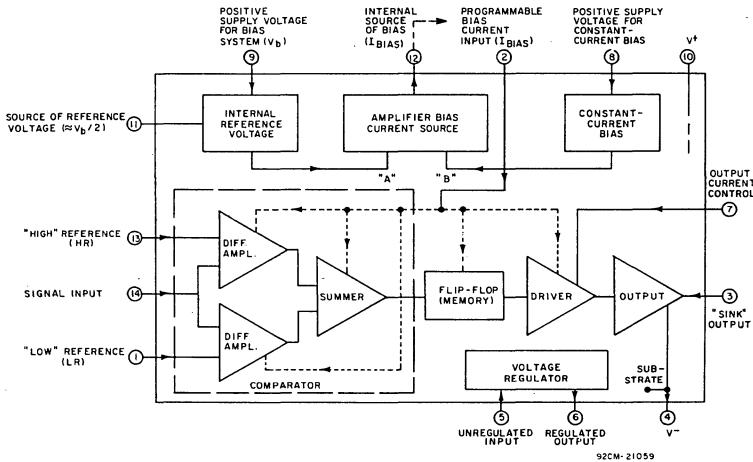 POSITIVE
SUPPLY VOLTAGE
FOR BIAS
SYSTEM (Vb)
9
INTERNAL
SOURCE
OF BIAS
(IBIAS)
12
PROGRAMMABLE
BIAS
CURRENT
INPUT (IBIAS)
2
POSITIVE SUPPLY
VOLTAGE FOR
CONSTANT-
CURRENT BIAS
8
V+
10
SOURCE OF REFERENCE
VOLTAGE (≈Vb/2)
11
INTERNAL
REFERENCE
VOLTAGE
AMPLIFIER BIAS
CURRENT SOURCE
CONSTANT-
CURRENT
BIAS
"A"
"B"
OUTPUT
CURRENT
CONTROL
7
"HIGH" REFERENCE
(HR)
13
DIFF.
AMPL.
SIGNAL INPUT
14
SUMMER
FLIP-FLOP
(MEMORY)
DRIVER
OUTPUT
3
"SINK"
OUTPUT
"LOW" REFERENCE
(LR)
1
DIFF
AMPL.
COMPARATOR
VOLTAGE
REGULATOR
SUB-
STRATE
5
UNREGULATED
INPUT
6
REGULATED
OUTPUT
4
V-
92CM-21059